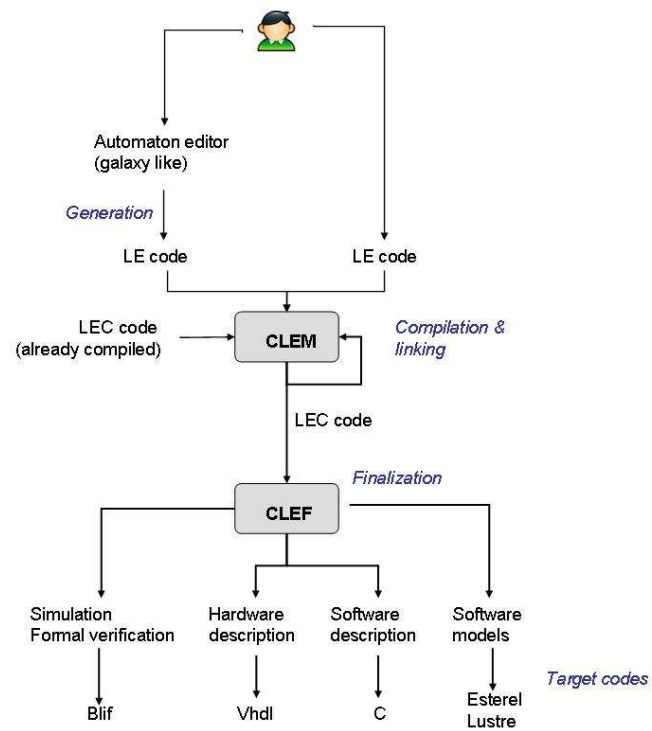 Automaton editor
(galaxy like)
Generation
LE code
LE code
LEC code
(already compiled)
CLEM
Compilation &
linking
LEC code
Finalization
CLEF
Simulation
Formal verification
Hardware
description
Software
description
Software
models
Target codes
Blif
Vhdl
C
Esterel
Lustre